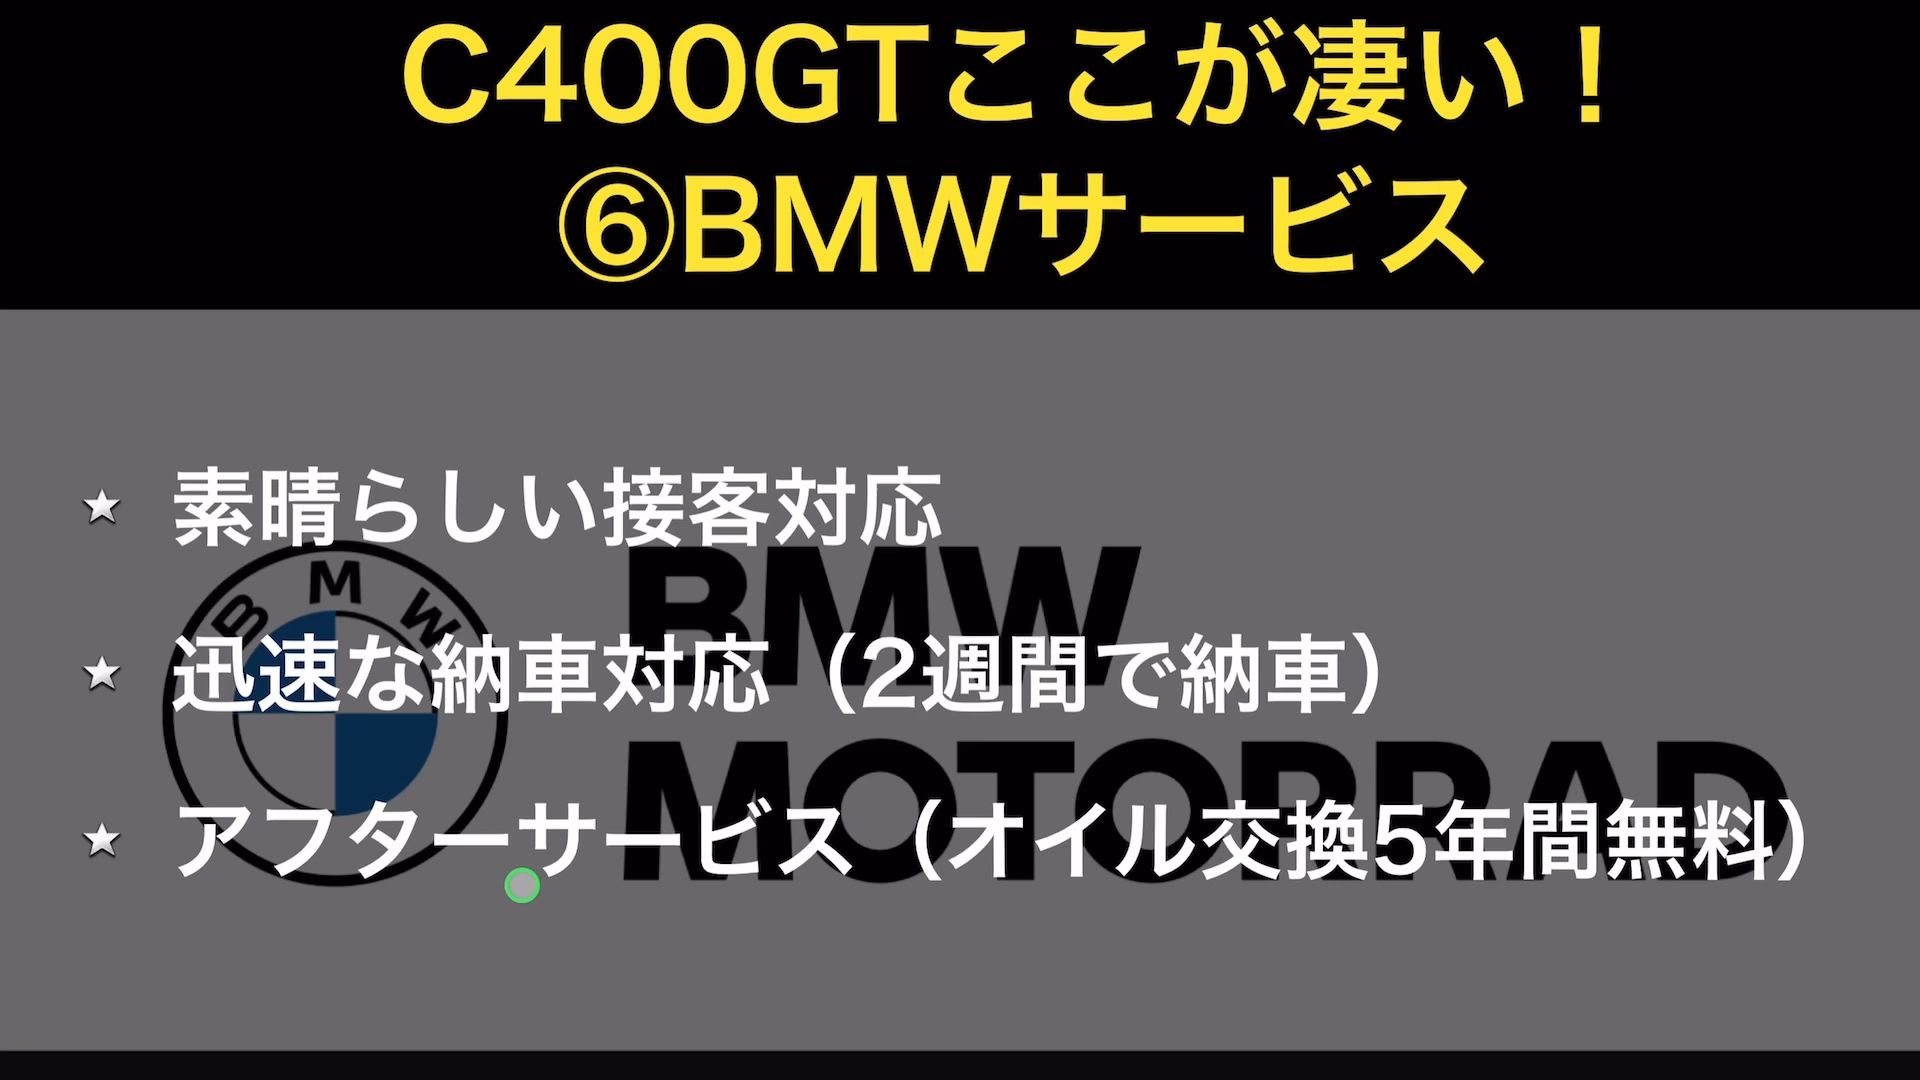 C400GTここが凄い！
⑥BMWサービス
★ 素晴らしい接客対応
BMW
BMW
★ 迅速な納車対応（2週間で納車）
MOTORRAD
★ アフターサービス（オイル交換5年間無料）